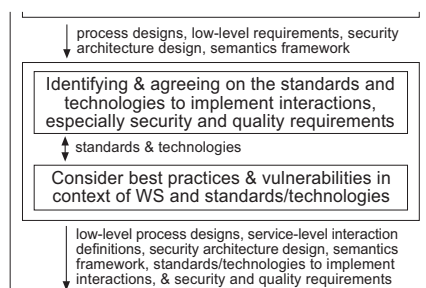 process designs, low-level requirements, security
architecture design, semantics framework
Identifying & agreeing on the standards and
technologies to implement interactions,
especially security and quality requirements
standards & technologies
Consider best practices & vulnerabilities in
context of WS and standards/technologies
low-level process designs, service-level interaction
definitions, security architecture design, semantics
framework, standards/technologies to implement
interactions, & security and quality requirements